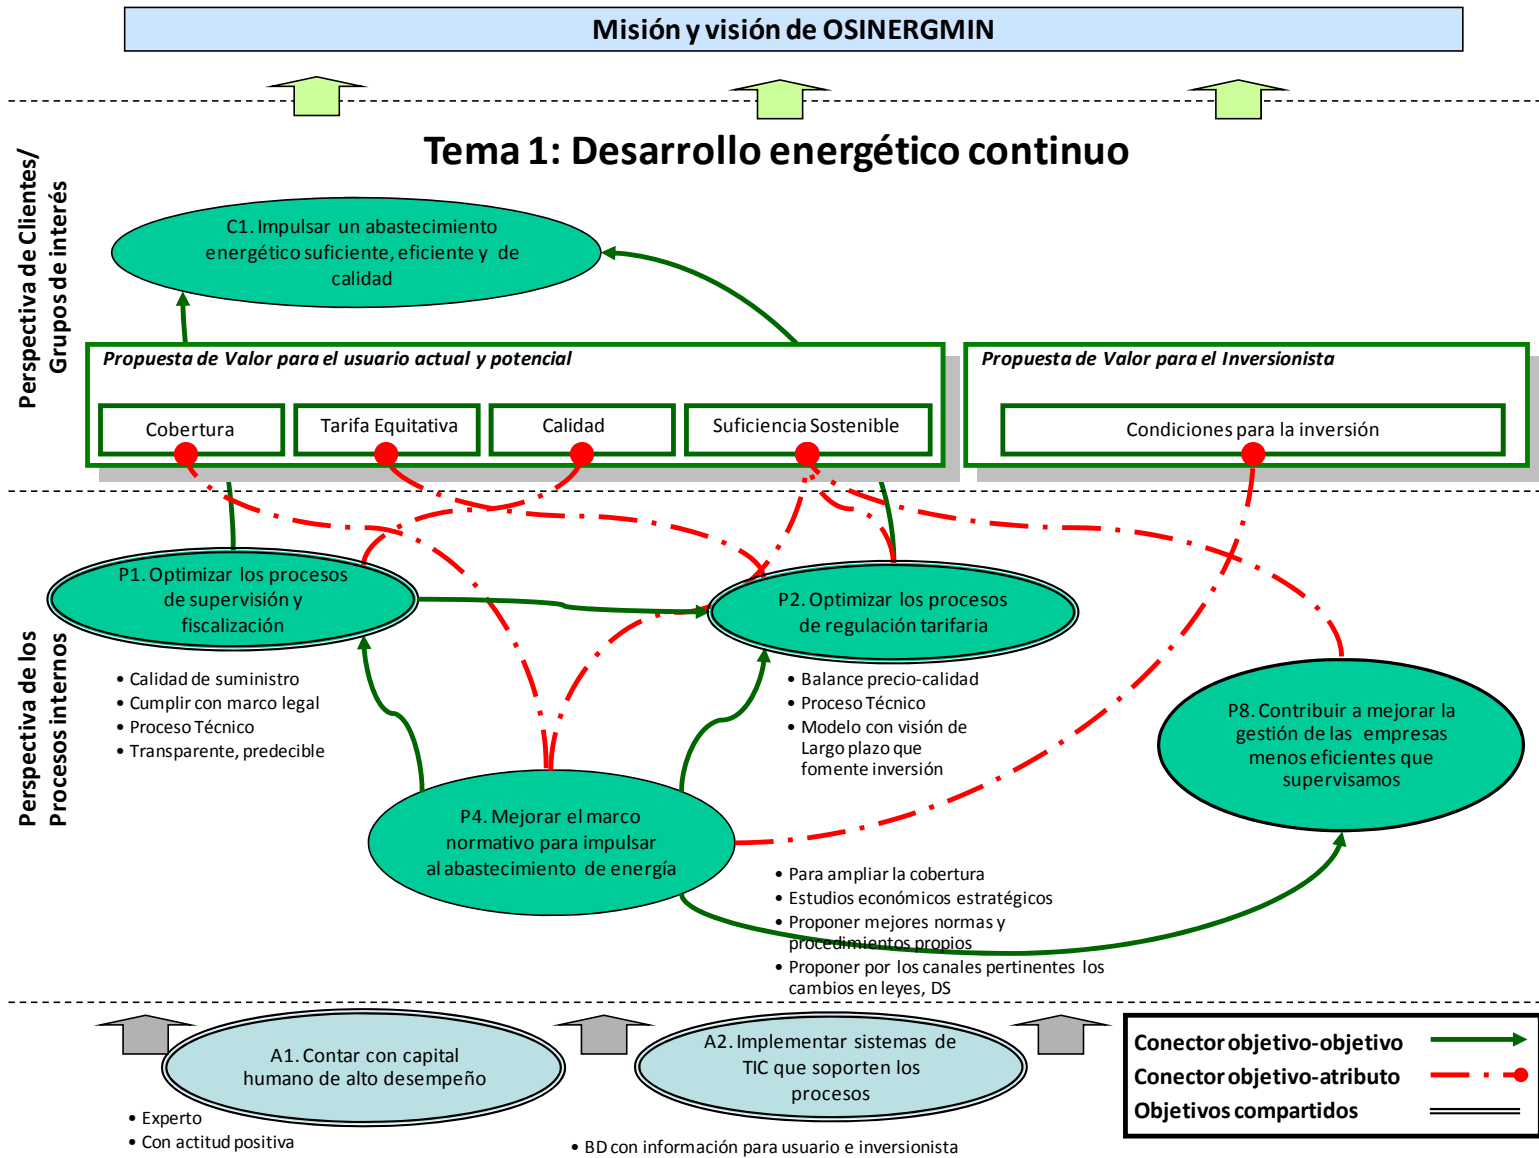 Misión y visión de OSINERGMIN
Perspectiva de Clientes/
Grupos de interés
Tema 1: Desarrollo energético continuo
C1. Impulsar un abastecimiento
energético suficiente, eficiente y de
calidad
Propuesta de Valor para el usuario actual y potencial
Cobertura
Tarifa Equitativa
Calidad
Suficiencia Sostenible
Propuesta de Valor para el Inversionista
Condiciones para la inversión
Perspectiva de los
Procesos internos
P1. Optimizar los procesos
de supervisión y
fiscalización
• Calidad de suministro
• Cumplir con marco legal
• Proceso Técnico
• Transparente, predecible
P2. Optimizar los procesos
de regulación tarifaria
• Balance precio-calidad
• Proceso Técnico
• Modelo con visión de
Largo plazo que
fomente inversión
P8. Contribuir a mejorar la
gestión de las empresas
menos eficientes que
supervisamos
P4. Mejorar el marco
normativo para impulsar
al abastecimiento de energía
• Para ampliar la cobertura
• Estudios económicos estratégicos
• Proponer mejores normas y
procedimientos propios
• Proponer por los canales pertinentes los
cambios en leyes, DS
A1. Contar con capital
humano de alto desempeño
• Experto
• Con actitud positiva
A2. Implementar sistemas de
TIC que soporten los
procesos
• BD con información para usuario e inversionista
Conector objetivo-objetivo
Conector objetivo-atributo
Objetivos compartidos